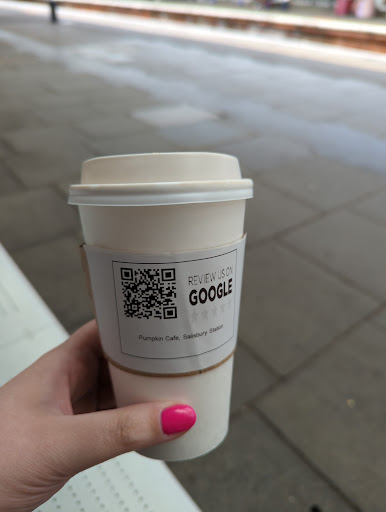 REVIEW US ON
GOOGLE
Pumpkin Cafe, Salisbury Station